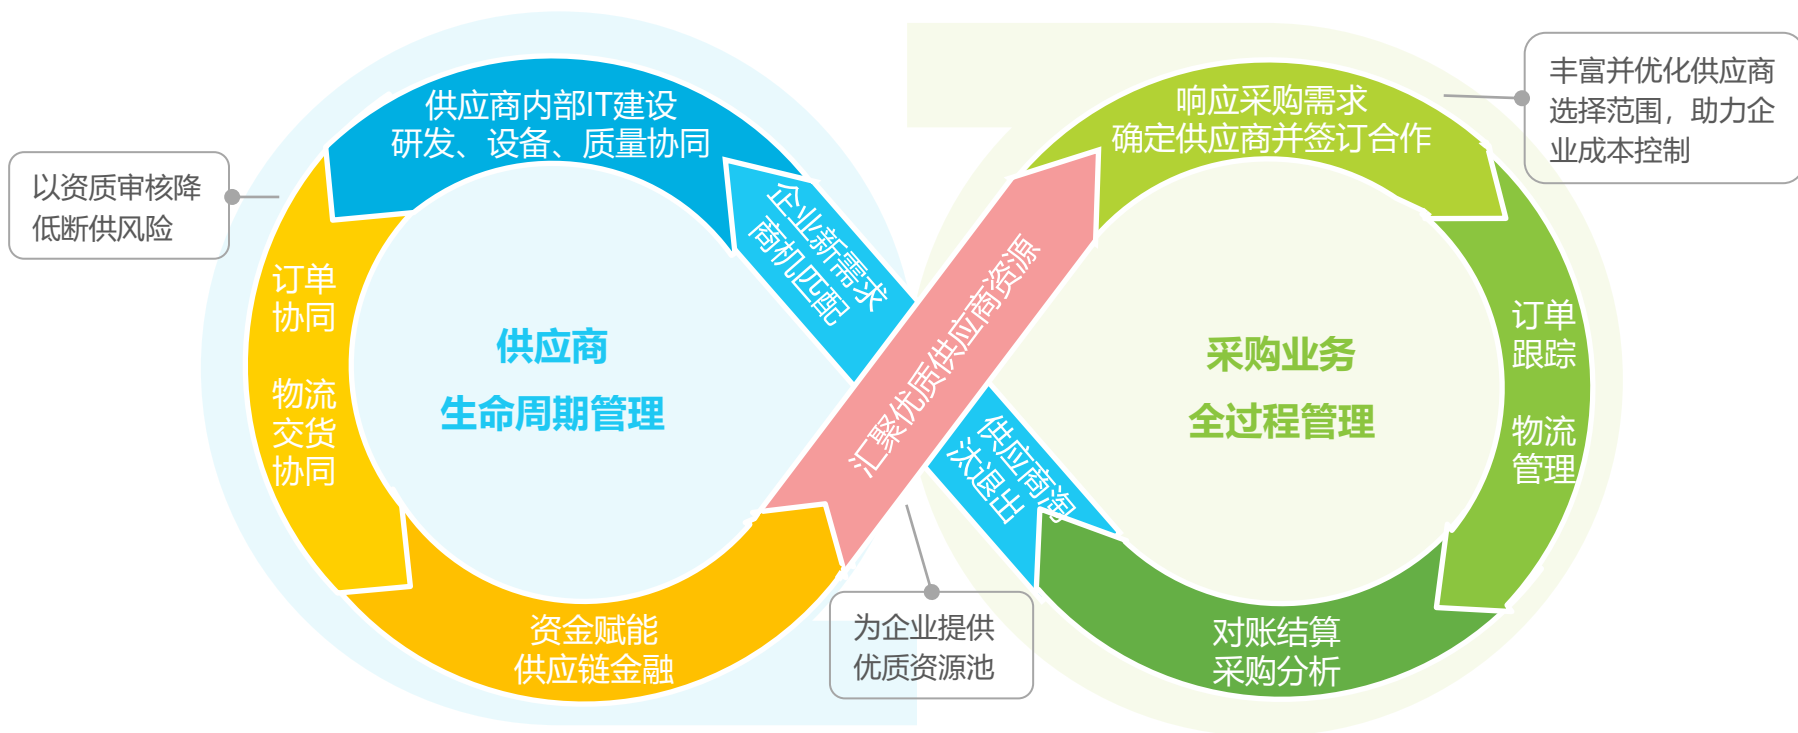 供应商内部IT建设
研发、设备、质量协同
以资质审核降
低断供风险
企业新需求
商机匹配
订单
协同
物流
交货
协同
供应商
生命周期管理
资金赋能
供应链金融
汇聚优质供应商资源
为企业提供
优质资源池
响应采购需求
确定供应商并签订合作
丰富并优化供应商
选择范围，助力企
业成本控制
采购业务
全过程管理
订单
跟踪
物流
管理
供应商淘
汰退出
对账结算
采购分析